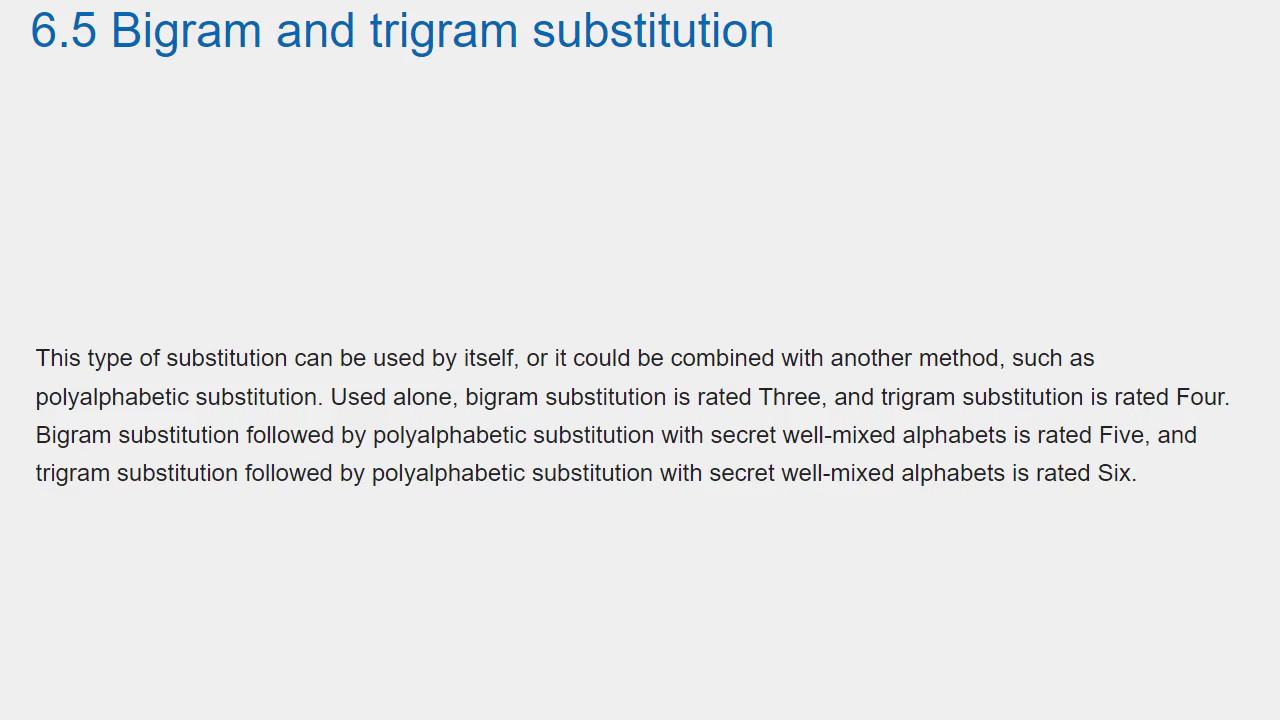 6.5 Bigram and trigram substitution
This type of substitution can be used by itself, or it could be combined with another method, such as
polyalphabetic substitution. Used alone, bigram substitution is rated Three, and trigram substitution is rated Four.
Bigram substitution followed by polyalphabetic substitution with secret well-mixed alphabets is rated Five, and
trigram substitution followed by polyalphabetic substitution with secret well-mixed alphabets is rated Six.